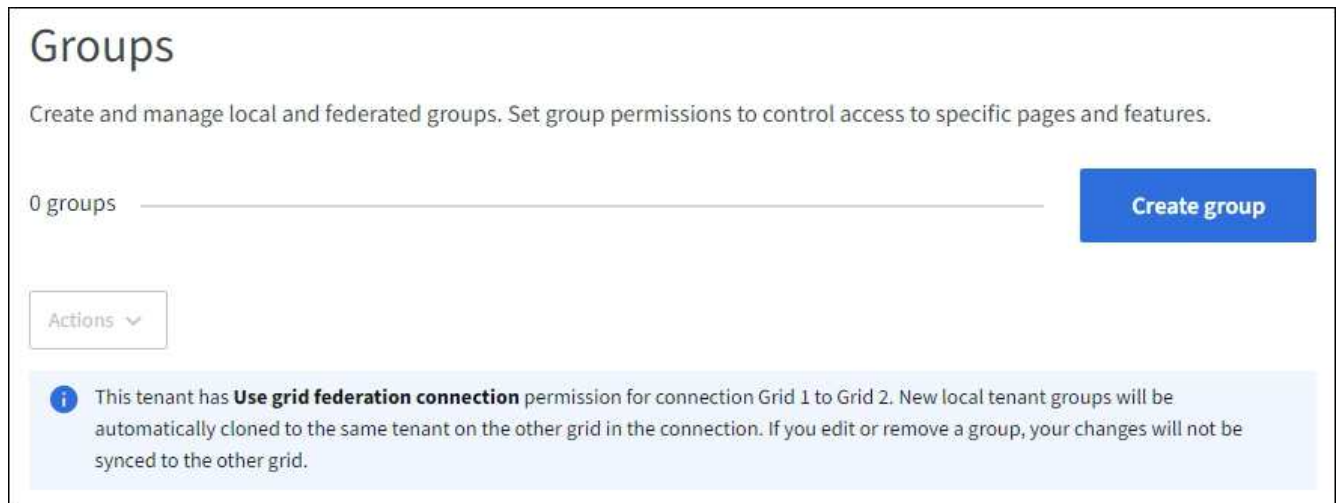 Groups
Create and manage local and federated groups. Set group permissions to control access to specific pages and features.
0 groups
Create group
Actions
This tenant has Use grid federation connection permission for connection Grid 1 to Grid 2. New local tenant groups will be
automatically cloned to the same tenant on the other grid in the connection. If you edit or remove a group, your changes will not be
synced to the other grid.